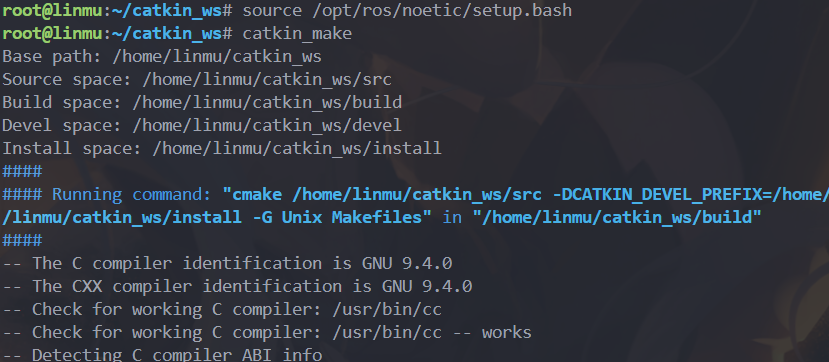 root@linmu:~/catkin_ws# source /opt/ros/noetic/setup.bash
root@linmu:~/catkin_ws# catkin_make
Base path: /home/linmu/catkin_ws
Source space: /home/linmu/catkin_ws/src
Build space: /home/linmu/catkin_ws/build
Devel space: /home/linmu/catkin_ws/devel
Install space: /home/linmu/catkin_ws/install
####
#### Running command: "cmake /home/linmu/catkin_ws/src -DCATKIN_DEVEL_PREFIX=/home/
/linmu/catkin_ws/install -G Unix Makefiles" in "/home/linmu/catkin_ws/build"
####
-- The C compiler identification is GNU 9.4.0
-- The CXX compiler identification is GNU 9.4.0
-- Check for working C compiler: /usr/bin/cc
-- Check for working C compiler: /usr/bin/cc -- works
-- Detecting C compiler ABI info